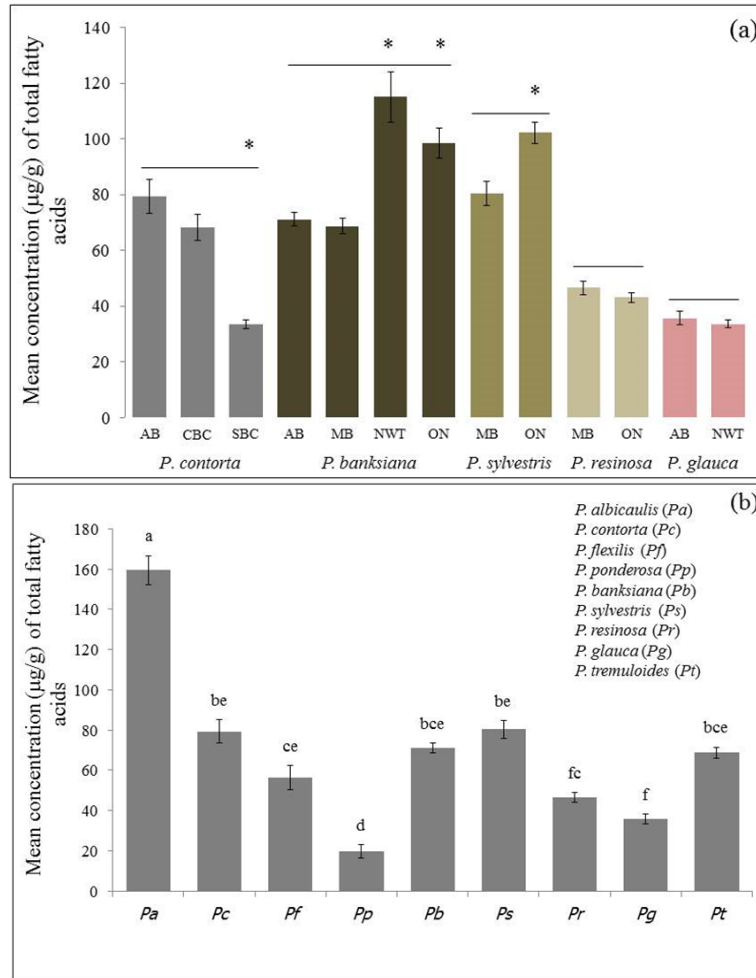 (a)
Mean concentration (µg/g) of total fatty
acids
140
120
100
80
60
40
20
0
*
* *
*
AB CBC SBC AB MB NWT ON MB ON MB ON AB NWT
P. contorta P. banksiana P. sylvestris P. resinosa P. glauca
(b)
Mean concentration (µg/g) of total fatty
acids
180
160
140
120
100
80
60
40
20
0
P. albicaulis (Pa)
P. contorta (Pc)
P. flexilis (Pf)
P. ponderosa (Pp)
P. banksiana (Pb)
P. sylvestris (Ps)
P. resinosa (Pr)
P. glauca (Pg)
P. tremuloides (Pt)
a be ce d bce be fc f bce
Pa Pc Pf Pp Pb Ps Pr Pg Pt